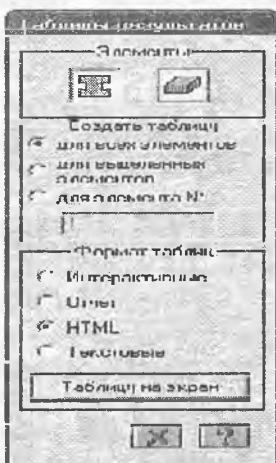 Таблицы результатов
Элементы
Создать таблицу
для всех элементов
для выделенных
элементов
для элемента N°
Формат таблиц
Интерактивные
Отчет
HTML
Текстовые
Таблицу на экран
?